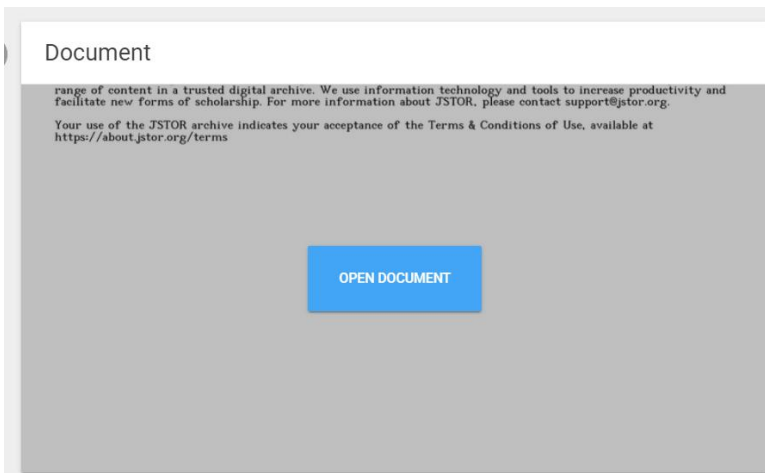 Document
range of content in a trusted digital archive. We use information technology and tools to increase productivity and
facilitate new forms of scholarship. For more information about JSTOR, please contact support@jstor.org.
Your use of the JSTOR archive indicates your acceptance of the Terms & Conditions of Use, available at
https://about.jstor.org/terms
OPEN DOCUMENT